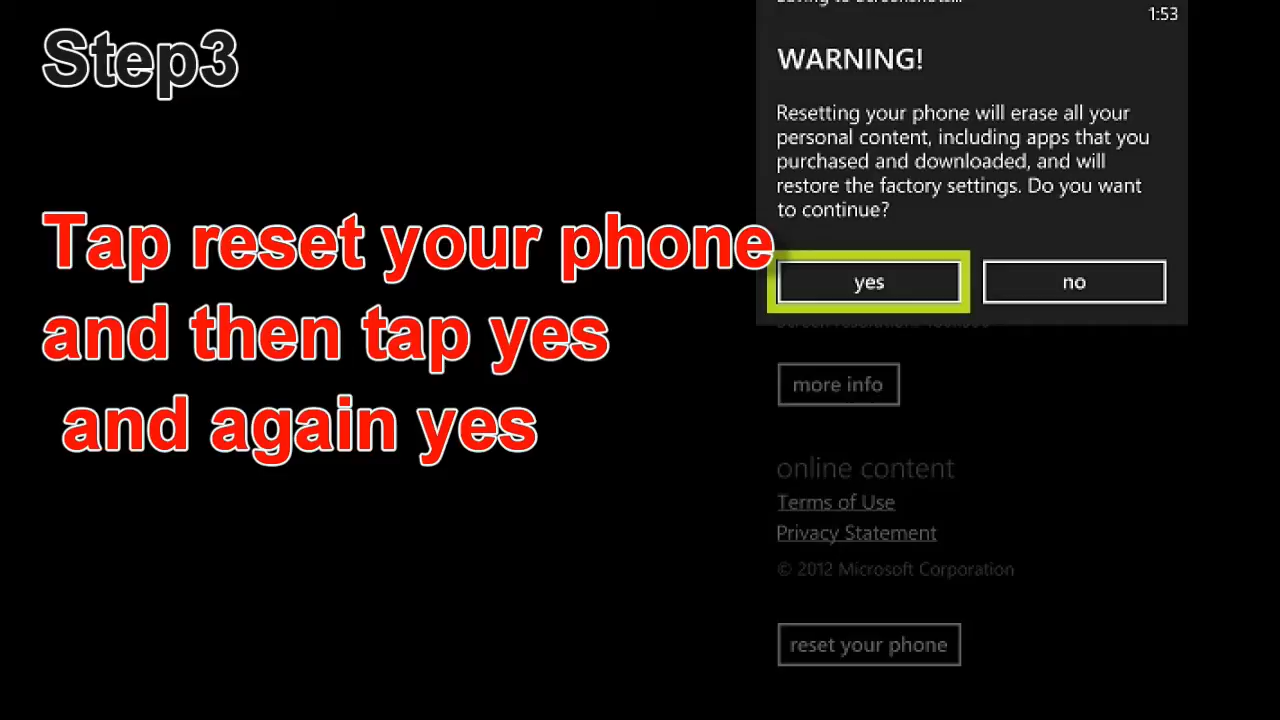 Step3
Tap reset your phone
and then tap yes
and again yes
1:53
WARNING!
Resetting your phone will erase all your
personal content, including apps that you
purchased and downloaded, and will
restore the factory settings. Do you want
to continue?
yes
no
more info
online content
Terms of Use
Privacy Statement
© 2012 Microsoft Corporation
reset your phone